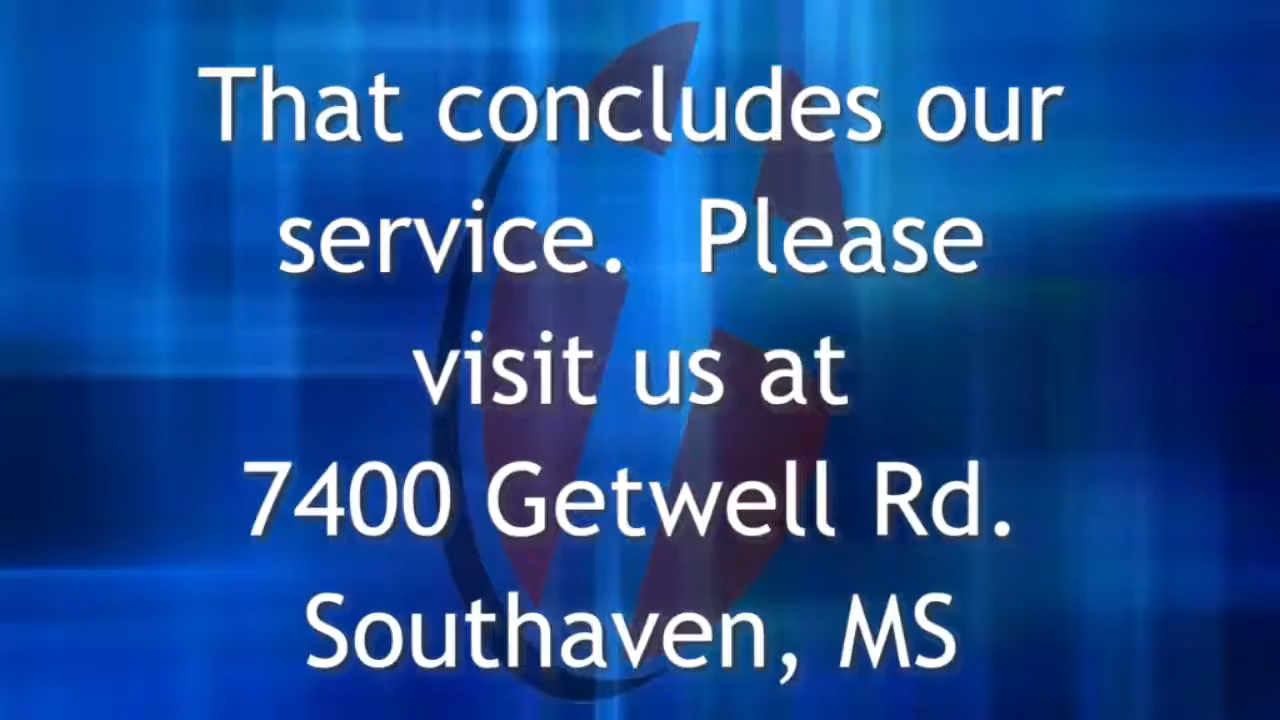 That concludes our
service.  Please
visit us at
7400 Getwell Rd.
Southaven, MS